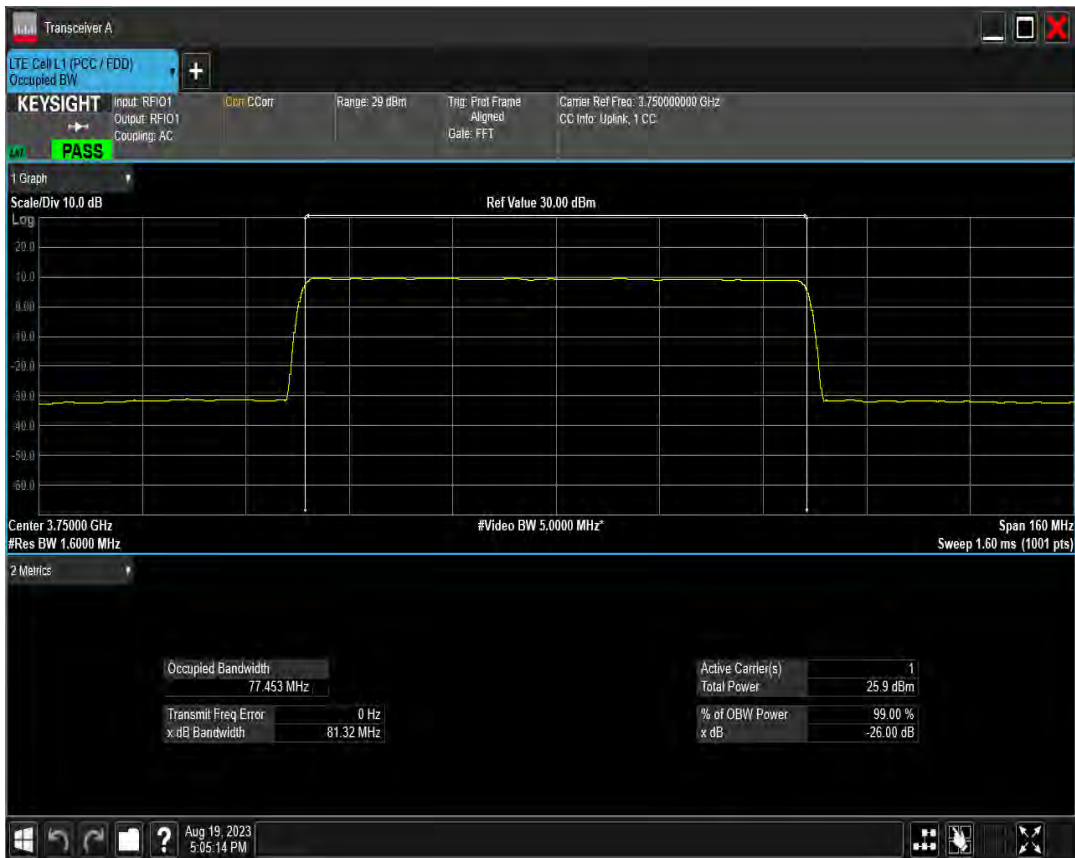 Transceiver A
LTE Cell L1 (PCC / FDD)
Occupied BW
+
KEYSIGHT
Input: RFIO1
Output: RFIO1
Coupling: AC
PASS
Corr CCorr
Range: 29 dBm
Trig: Prot Frame
Aligned
Gate: FFT
Carrier Ref Freq: 3.750000000 GHz
CC Info: Uplink, 1 CC
1 Graph
Scale/Div 10.0 dB
Ref Value 30.00 dBm
Log
20.0
10.0
0.00
-10.0
-20.0
-30.0
-40.0
-50.0
-60.0
Center 3.75000 GHz
#Video BW 5.0000 MHz*
Span 160 MHz
#Res BW 1.6000 MHz
Sweep 1.60 ms (1001 pts)
2 Metrics
Occupied Bandwidth
77.453 MHz
Transmit Freq Error 0 Hz
x dB Bandwidth 81.32 MHz
Active Carrier(s) 1
Total Power 25.9 dBm
% of OBW Power 99.00 %
x dB -26.00 dB
?
Aug 19, 2023
5:05:14 PM